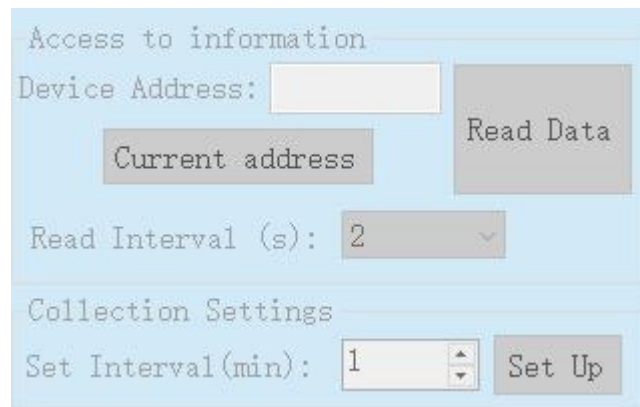 Access to information
Device Address:
Read Data
Current address
Read Interval (s): 2
Collection Settings
Set Interval(min): 1 Set Up